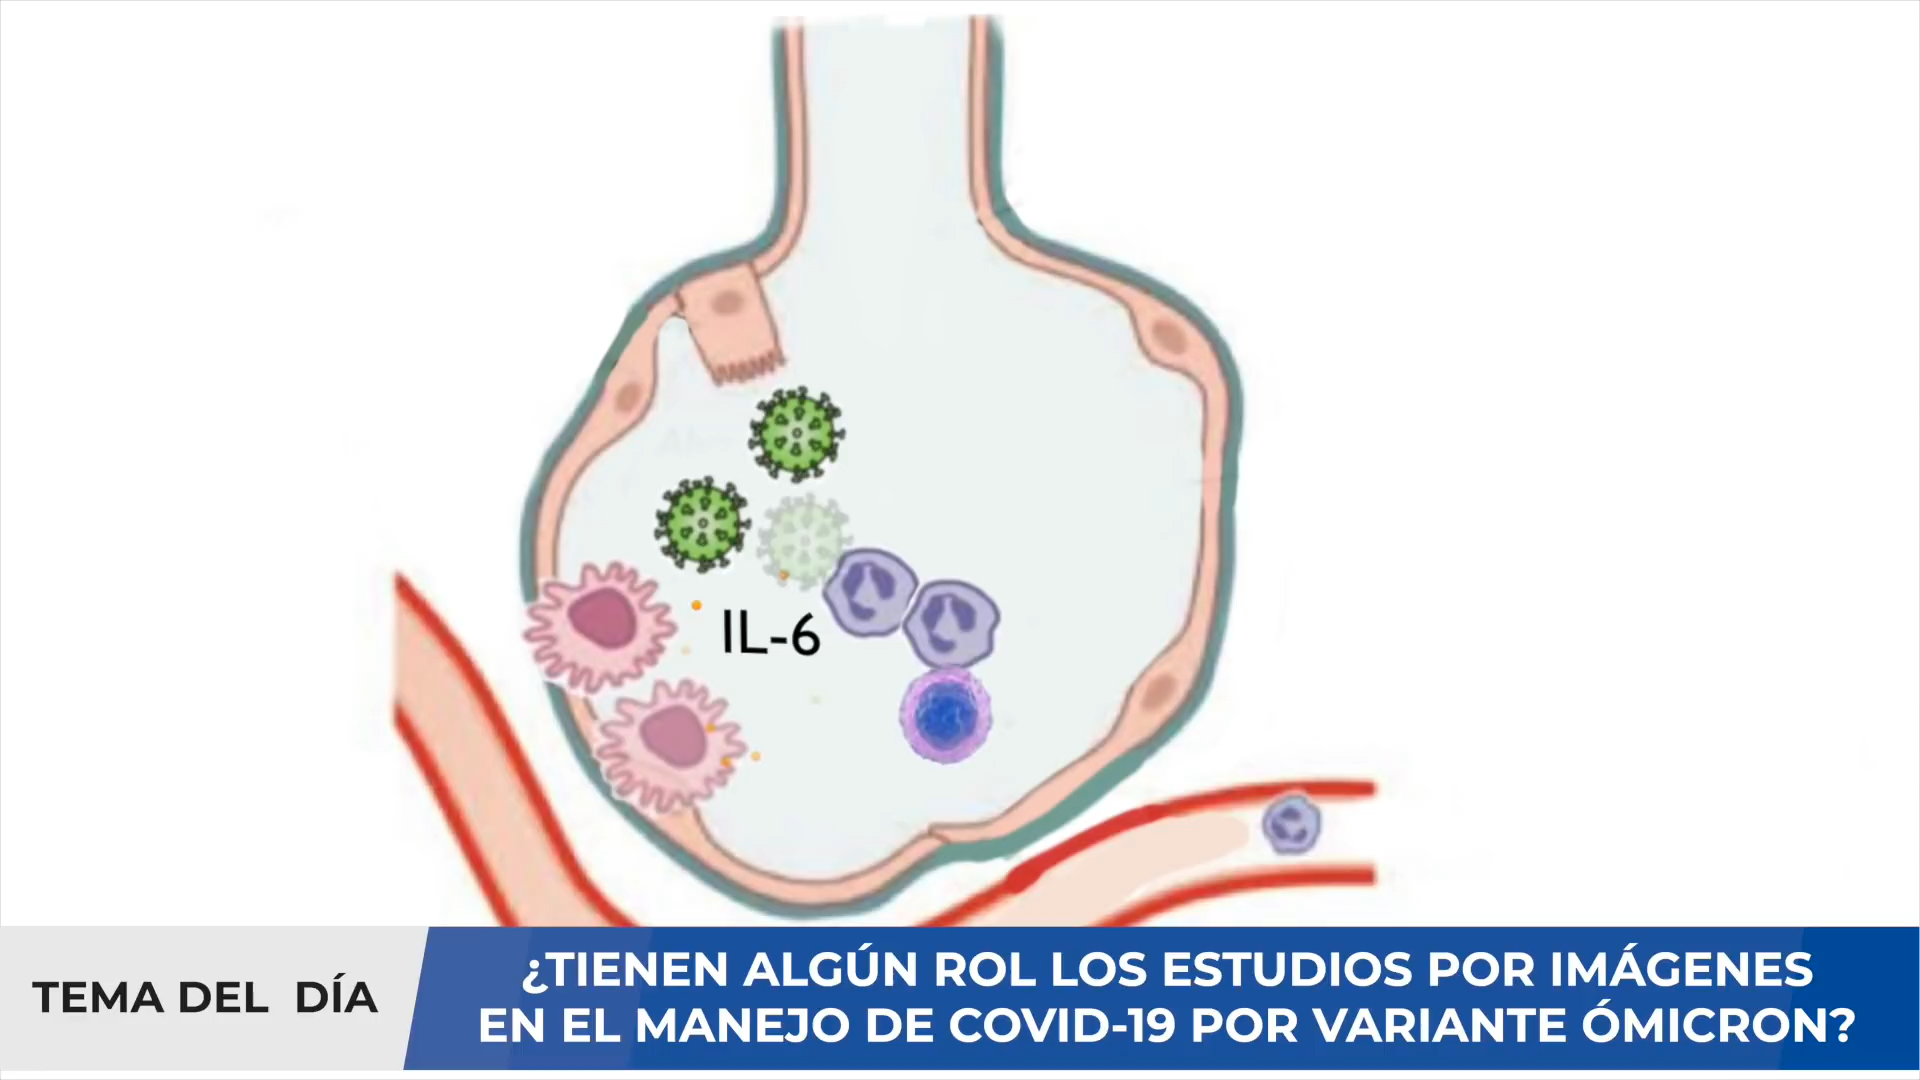 IL-6
TEMA DEL DÍA
¿TIENEN ALGÚN ROL LOS ESTUDIOS POR IMÁGENES
EN EL MANEJO DE COVID-19 POR VARIANTE ÓMICRON?